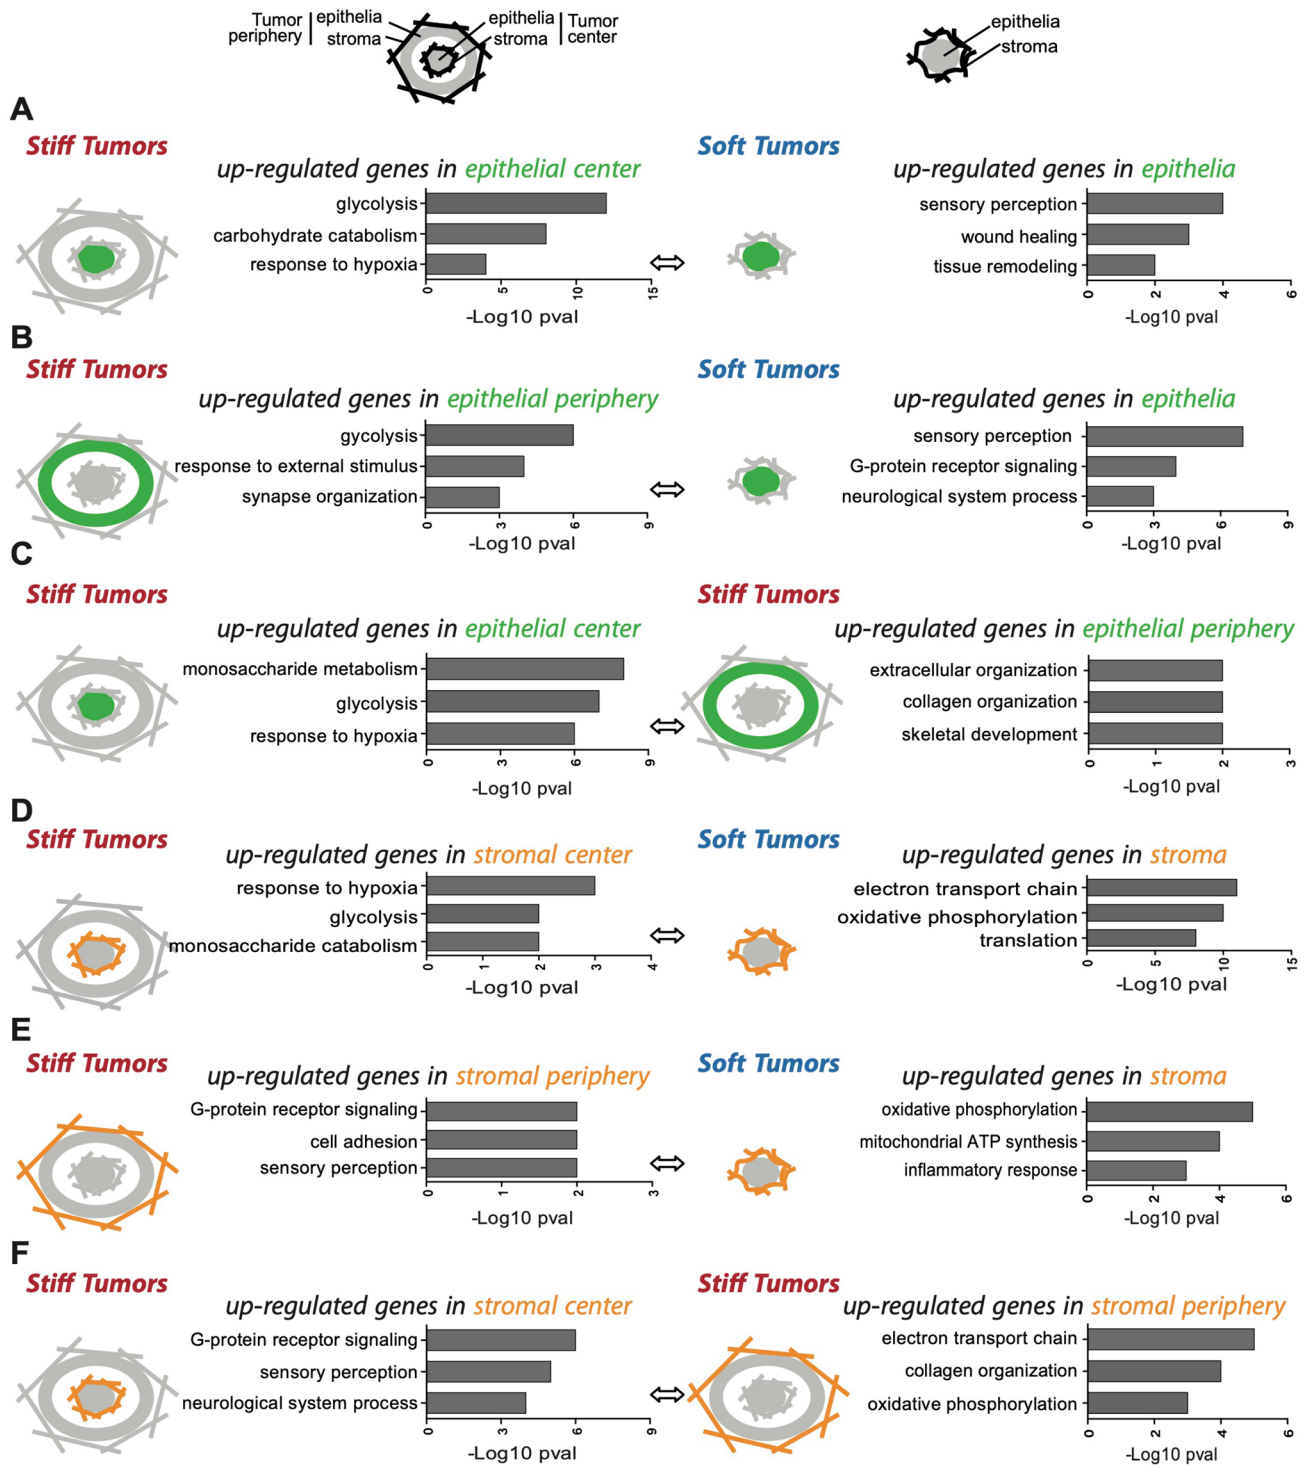 Tumor periphery | epithelia stroma
epithelia stroma | Tumor center
epithelia
stroma
A
Stiff Tumors
up-regulated genes in epithelial center
glycolysis
carbohydrate catabolism
response to hypoxia
0 5 10 15
-Log10 pval
Soft Tumors
up-regulated genes in epithelia
sensory perception
wound healing
tissue remodeling
0 2 4 6
-Log10 pval
B
Stiff Tumors
up-regulated genes in epithelial periphery
gycolysis
response to external stimulus
synapse organization
0 3 6 9
-Log10 pval
Soft Tumors
up-regulated genes in epithelia
sensory perception
G-protein receptor signaling
neurological system process
0 3 6 9
-Log10 pval
C
Stiff Tumors
up-regulated genes in epithelial center
monosaccharide metabolism
glycolysis
response to hypoxia
0 3 6 9
-Log10 pval
Stiff Tumors
up-regulated genes in epithelial periphery
extracellular organization
collagen organization
skeletal development
0 1 2 3
-Log10 pval
D
Stiff Tumors
up-regulated genes in stromal center
response to hypoxia
glycolysis
monosaccharide catabolism
0 1 2 3 4
-Log10 pval
Soft Tumors
up-regulated genes in stroma
electron transport chain
oxidative phosphorylation
translation
0 5 10 15
-Log10 pval
E
Stiff Tumors
up-regulated genes in stromal periphery
G-protein receptor signaling
cell adhesion
sensory perception
0 1 2 3
-Log10 pval
Soft Tumors
up-regulated genes in stroma
oxidative phosphorylation
mitochondrial ATP synthesis
inflammatory response
0 2 4 6
-Log10 pval
F
Stiff Tumors
up-regulated genes in stromal center
G-protein receptor signaling
sensory perception
neurological system process
0 3 6 9
-Log10 pval
Stiff Tumors
up-regulated genes in stromal periphery
electron transport chain
collagen organization
oxidative phosphorylation
0 2 4 6
-Log10 pval